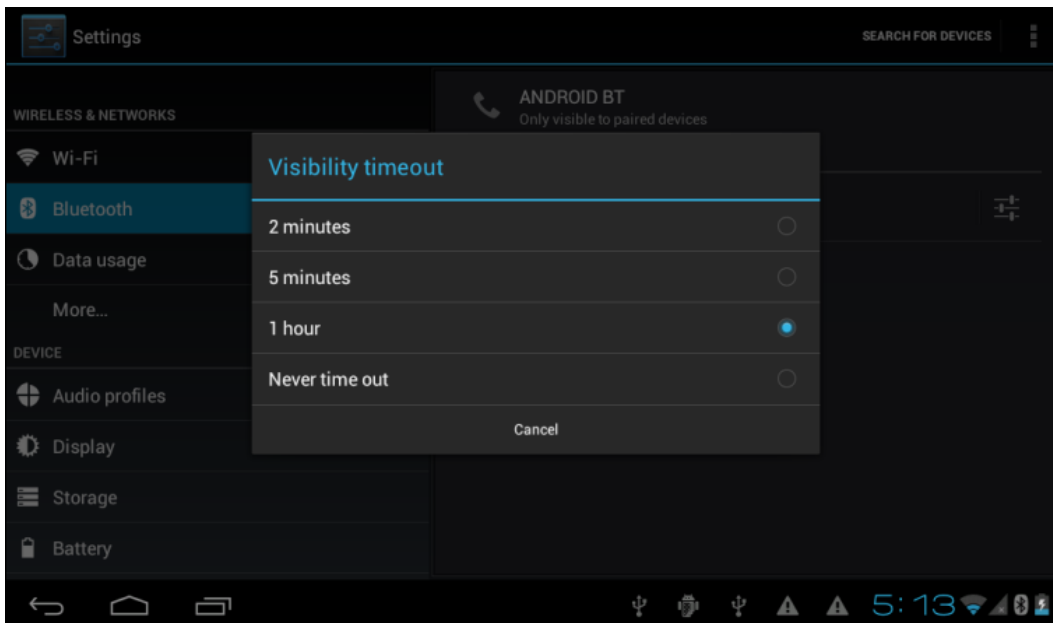 Settings
SEARCH FOR DEVICES
WIRELESS & NETWORKS
Wi-Fi
Bluetooth
Data usage
More...
DEVICE
Audio profiles
Display
Storage
Battery
ANDROID BT
Only visible to paired devices
Visibility timeout
2 minutes
5 minutes
1 hour
Never time out
Cancel
5:13